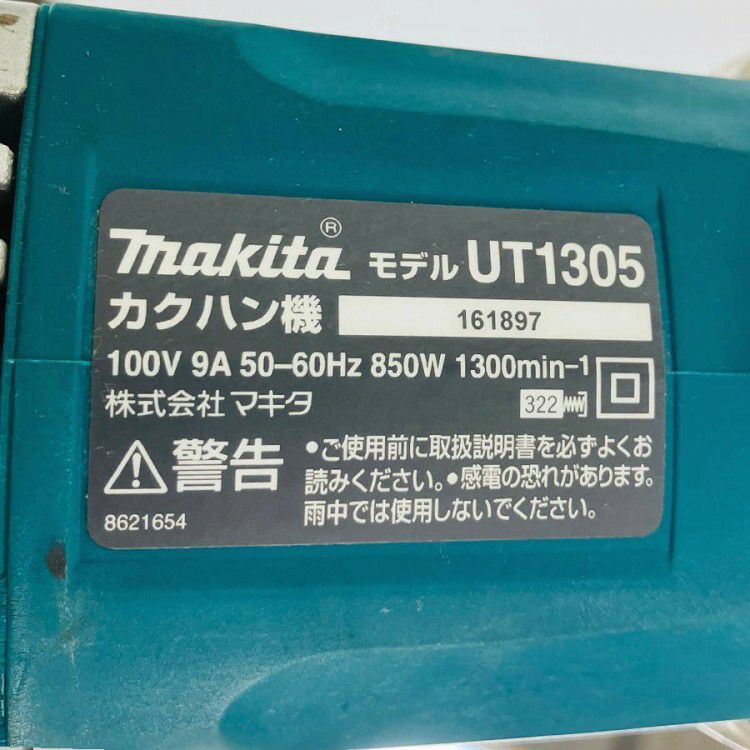 makita® モデル UT1305
カクハン機 161897
100V 9A 50–60Hz 850W 1300min-1
株式会社 マキタ 322
警告 •ご使用前に取扱説明書を必ずよくお
読みください。•感電の恐れがあります。
雨中では使用しないでください。
8621654